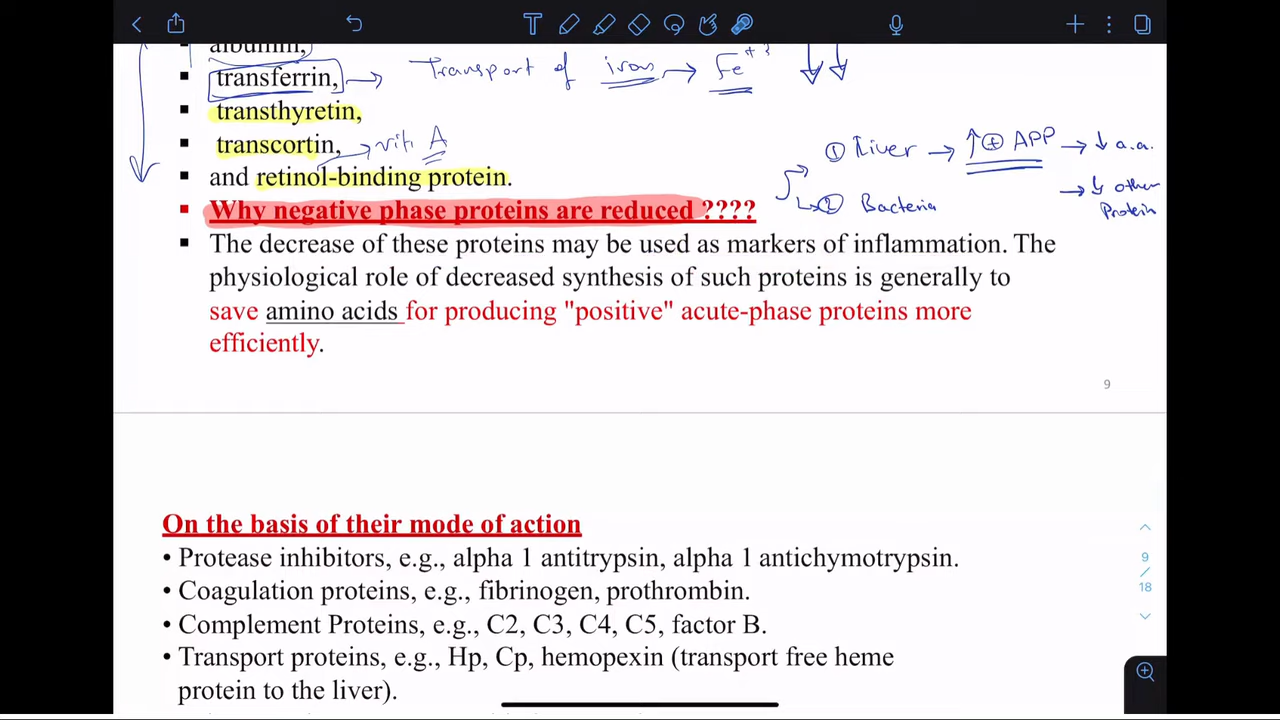 albumin,
▪ transferrin, → Transport of iron → Fe+3 ↓↓
▪ transthyretin,
▪ transcortin, → vit. A
① Liver → ↑⊕ APP → ↓ a.a.
▪ and retinol-binding protein.
→ ↓ other
Protein
② Bacteria
▪ Why negative phase proteins are reduced ????
▪ The decrease of these proteins may be used as markers of inflammation. The
physiological role of decreased synthesis of such proteins is generally to
save amino acids for producing "positive" acute-phase proteins more
efficiently.
9
On the basis of their mode of action
• Protease inhibitors, e.g., alpha 1 antitrypsin, alpha 1 antichymotrypsin.
• Coagulation proteins, e.g., fibrinogen, prothrombin.
• Complement Proteins, e.g., C2, C3, C4, C5, factor B.
• Transport proteins, e.g., Hp, Cp, hemopexin (transport free heme
protein to the liver).
9
/
18